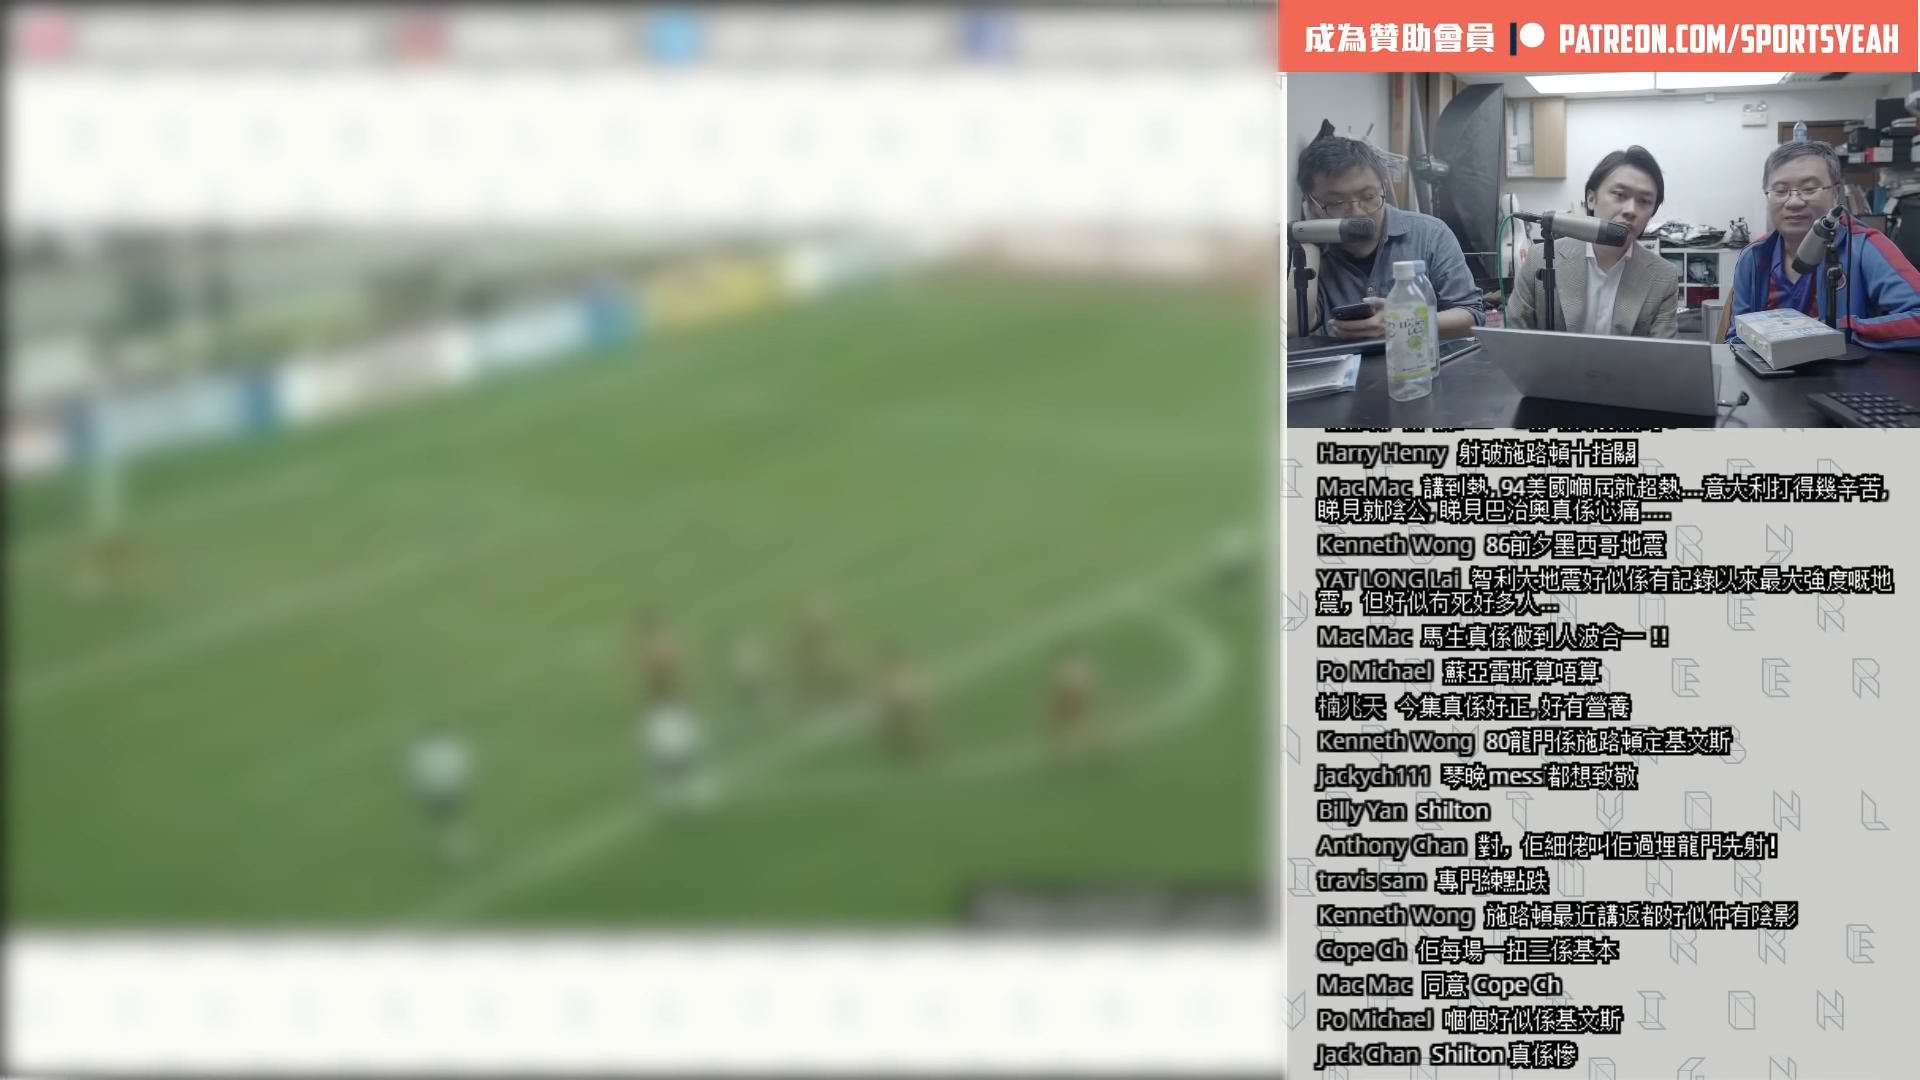 成為贊助會員 PATREON.COM/SPORTSYEAH
Harry Henry 射破施路頓十指關
Mac Mac 講到熱,94美國嗰屆就超熱....意大利打得幾辛苦,
睇見就陰公,睇見巴治奧真係心痛.....
Kenneth Wong 86前夕墨西哥地震
YAT LONG Lai 智利大地震好似係有記錄以來最大強度嘅地
震，但好似冇死好多人...
Mac Mac 馬生真係做到人波合一 !!
Po Michael 蘇亞雷斯算唔算
楠兆天 今集真係好正,好有營養
Kenneth Wong 80龍門係施路頓定基文斯
jackych111 琴晚messi都想致敬
Billy Yan shilton
Anthony Chan 對，佢細佬叫佢過埋龍門先射！
travis sam 專門練點跌
Kenneth Wong 施路頓最近講返都好似仲有陰影
Cope Ch 佢每場一扭三係基本
Mac Mac 同意 Cope Ch
Po Michael 嗰個好似係基文斯
Jack Chan Shilton 真係慘